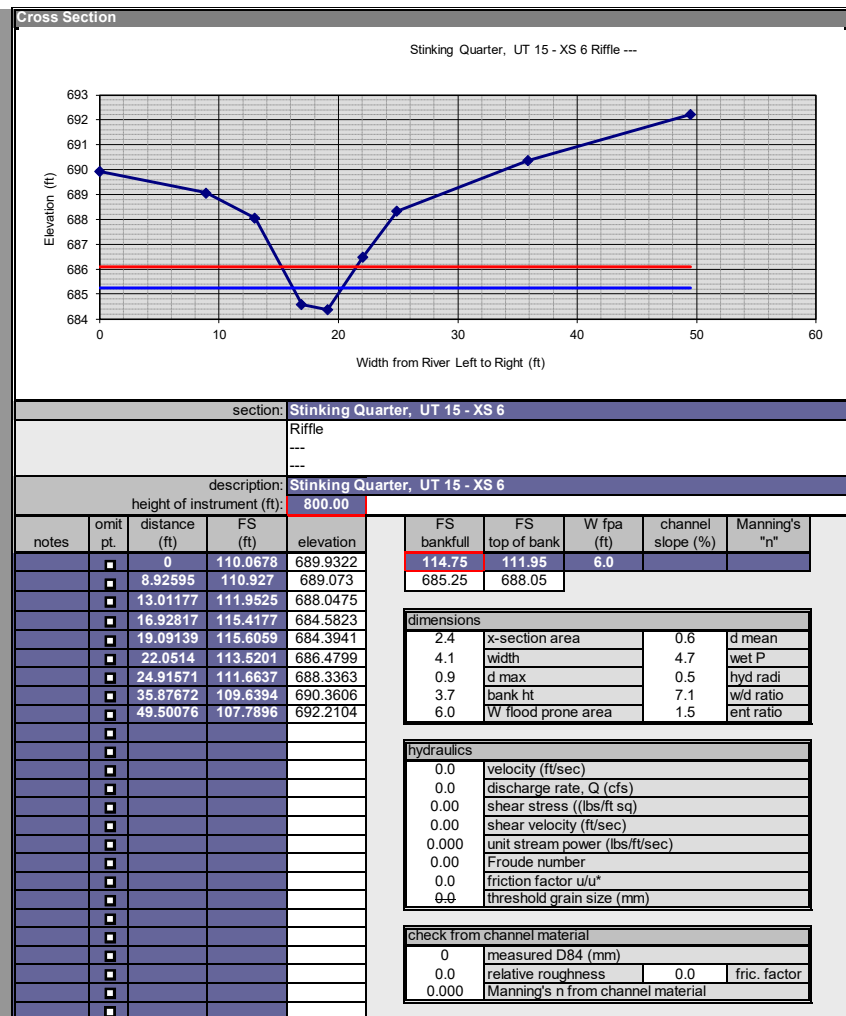 Cross Section
Stinking Quarter, UT 15 - XS 6 Riffle ---
693
692
691
690
689
688
687
686
685
684
Elevation (ft)
0 10 20 30 40 50 60
Width from River Left to Right (ft)
section: Stinking Quarter, UT 15 - XS 6
Riffle
---
---
description: Stinking Quarter, UT 15 - XS 6
height of instrument (ft): 800.00
omit distance FS FS FS W fpa channel Manning's
notes pt. (ft) (ft) elevation bankfull top of bank (ft) slope (%) "n"
0 110.0678 689.9322 114.75 111.95 6.0
8.92595 110.927 689.073 685.25 688.05
13.01177 111.9525 688.0475
16.92817 115.4177 684.5823 dimensions
19.09139 115.6059 684.3941 2.4 x-section area 0.6 d mean
22.0514 113.5201 686.4799 4.1 width 4.7 wet P
24.91571 111.6637 688.3363 0.9 d max 0.5 hyd radi
35.87672 109.6394 690.3606 3.7 bank ht 7.1 w/d ratio
49.50076 107.7896 692.2104 6.0 W flood prone area 1.5 ent ratio
hydraulics
0.0 velocity (ft/sec)
0.0 discharge rate, Q (cfs)
0.00 shear stress ((lbs/ft sq)
0.00 shear velocity (ft/sec)
0.000 unit stream power (lbs/ft/sec)
0.00 Froude number
0.0 friction factor u/u*
0.0 threshold grain size (mm)
check from channel material
0 measured D84 (mm)
0.0 relative roughness 0.0 fric. factor
0.000 Manning's n from channel material